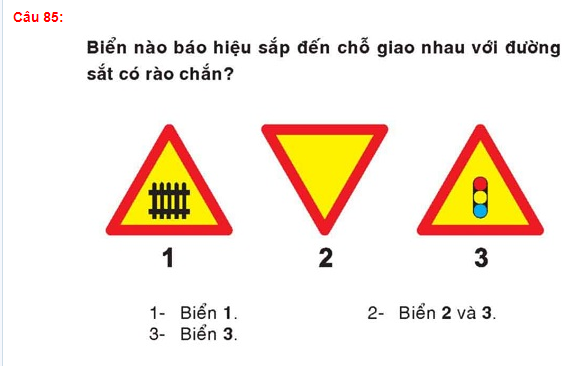 Câu 85:
Biển nào báo hiệu sắp đến chỗ giao nhau với đường
sắt có rào chắn?
1 2 3
1- Biển 1. 2- Biển 2 và 3.
3- Biển 3.